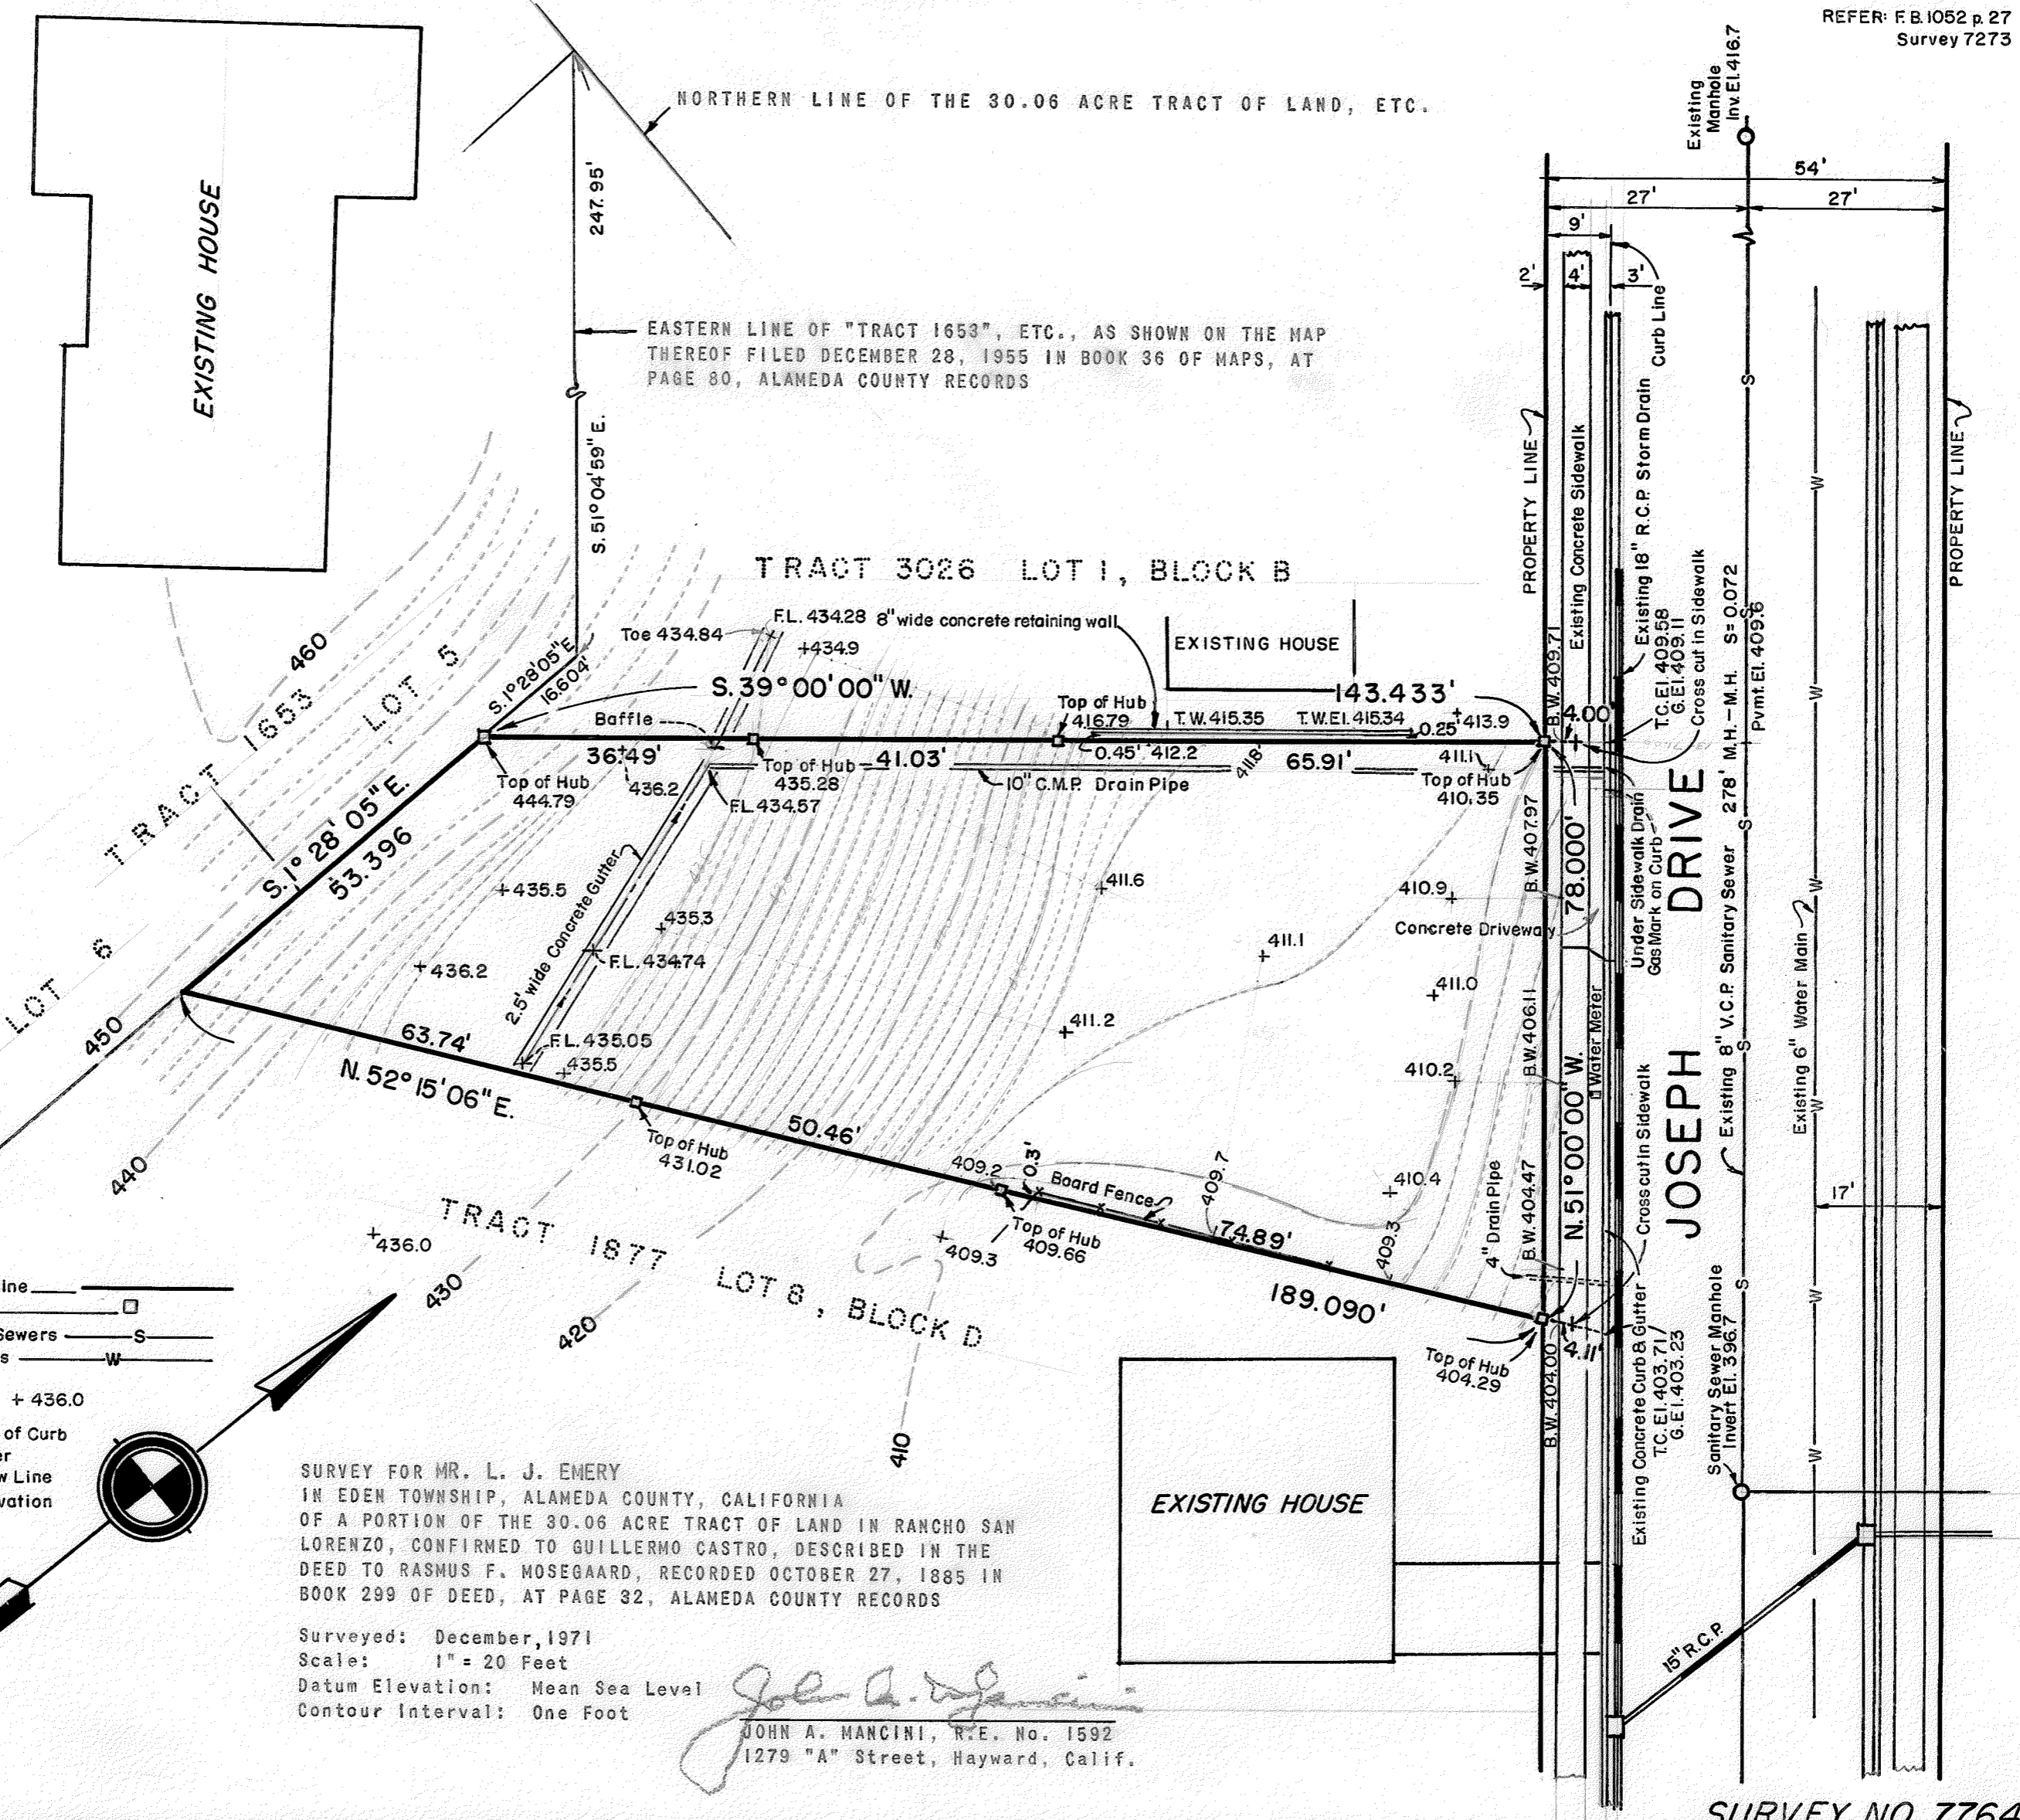 REFER: F.B. 1052 p. 27
Survey 7273
NORTHERN LINE OF THE 30.06 ACRE TRACT OF LAND, ETC.
247.95'
EXISTING HOUSE
Existing
Manhole
Inv. El. 416.7
54'
27'
27'
9'
2'
4'
3'
Curb Line
EASTERN LINE OF "TRACT 1653", ETC., AS SHOWN ON THE MAP
THEREOF FILED DECEMBER 28, 1955 IN BOOK 36 OF MAPS, AT
PAGE 80, ALAMEDA COUNTY RECORDS
S. 51° 04' 59" E.
PROPERTY LINE
Existing Concrete Sidewalk
Existing 18" R.C.P. Storm Drain
T.C. El. 409.58
G. El. 409.11
Cross cut in Sidewalk
S
PROPERTY LINE
W
TRACT 3026 LOT 1, BLOCK B
460
TRACT 1653
LOT 5
LOT 6
S. 1° 28' 05" E.
16.604'
Toe 434.84
F.L. 434.28
8" wide concrete retaining wall
+434.9
EXISTING HOUSE
S. 39° 00' 00" W.
143.433'
Baffle
Top of Hub
416.79
T.W. 415.35
T.W. El. 415.34
0.25'
+413.9
B.W. 409.71
4.00'
36.49'
41.03'
0.45'
412.2
411.8
65.91'
411.1
Top of Hub
444.79
436.2
Top of Hub
435.28
F.L. 434.57
10" C.M.P. Drain Pipe
Top of Hub
410.35
S. 1° 28' 05" E.
53.396
2.5' wide Concrete Gutter
+435.5
435.3
+436.2
F.L. 434.74
411.6
410.9
Concrete Driveway
411.1
411.0
411.2
410.2
B.W. 407.97
78.000'
Under Sidewalk Drain
Gas Mark on Curb
JOSEPH DRIVE
Existing 8" V.C.P. Sanitary Sewer 278' M.H.-M.H. S=0.072
Pvmt. El. 409.6
Existing 6" Water Main
B.W. 406.11
Water Meter
N. 51° 00' 00" W.
450
63.74'
N. 52° 15' 06" E.
F.L. 435.05
435.5
Top of Hub
431.02
50.46'
440
409.2
0.3'
Board Fence
409.7
+410.4
409.3
4" Drain Pipe
B.W. 404.47
Cross cut in Sidewalk
17'
436.0
TRACT 1877 LOT 8, BLOCK D
409.3
Top of Hub
409.66
74.89'
189.090'
430
420
410
Top of Hub
404.29
B.W. 404.00
4.11'
Existing Concrete Curb & Gutter
T.C. El. 403.71
G. El. 403.23
Sanitary Sewer Manhole
Invert El. 396.7
ine
Sewers S
s W
+ 436.0
of Curb
er
w Line
vation
EXISTING HOUSE
15" R.C.P.
SURVEY FOR MR. L. J. EMERY
IN EDEN TOWNSHIP, ALAMEDA COUNTY, CALIFORNIA
OF A PORTION OF THE 30.06 ACRE TRACT OF LAND IN RANCHO SAN
LORENZO, CONFIRMED TO GUILLERMO CASTRO, DESCRIBED IN THE
DEED TO RASMUS F. MOSEGAARD, RECORDED OCTOBER 27, 1885 IN
BOOK 299 OF DEED, AT PAGE 32, ALAMEDA COUNTY RECORDS
Surveyed: December, 1971
Scale: 1" = 20 Feet
Datum Elevation: Mean Sea Level
Contour Interval: One Foot
John A. Mancini
JOHN A. MANCINI, R.E. No. 1592
1279 "A" Street, Hayward, Calif.
SURVEY NO. 7764